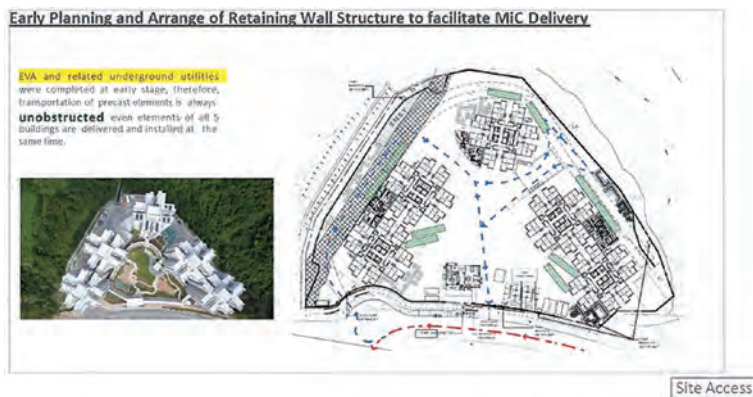 Early Planning and Arrange of Retaining Wall Structure to facilitate MiC Delivery
EVA and related underground utilities
were completed at early stage, therefore,
transportation of precast elements is always
unobstructed even elements of all 5
buildings are delivered and installed at the
same time.
Site Access